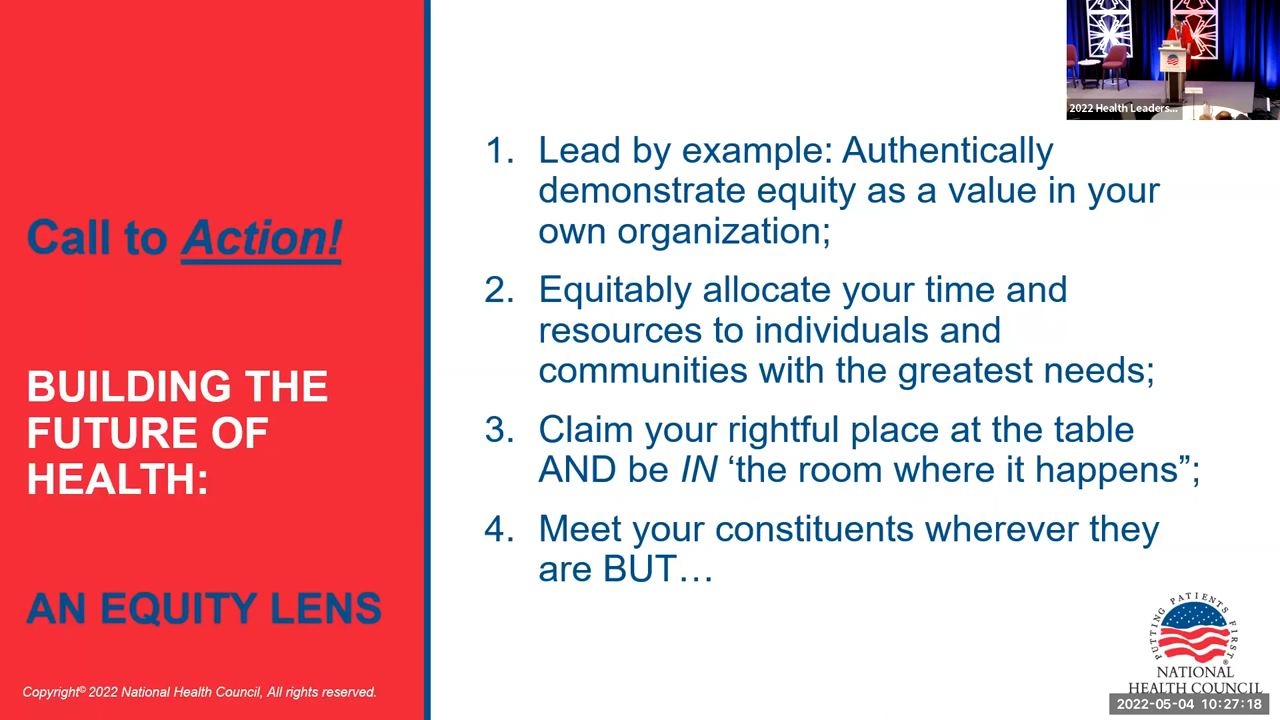 Call to Action!
BUILDING THE
FUTURE OF
HEALTH:
AN EQUITY LENS
Copyright© 2022 National Health Council, All rights reserved.
2022 Health Leaders...
1. Lead by example: Authentically
demonstrate equity as a value in your
own organization;
2. Equitably allocate your time and
resources to individuals and
communities with the greatest needs;
3. Claim your rightful place at the table
AND be IN ‘the room where it happens”;
4. Meet your constituents wherever they
are BUT…
PUTTING PATIENTS FIRST
®
NATIONAL
HEALTH COUNCIL
2022-05-04 10:27:18